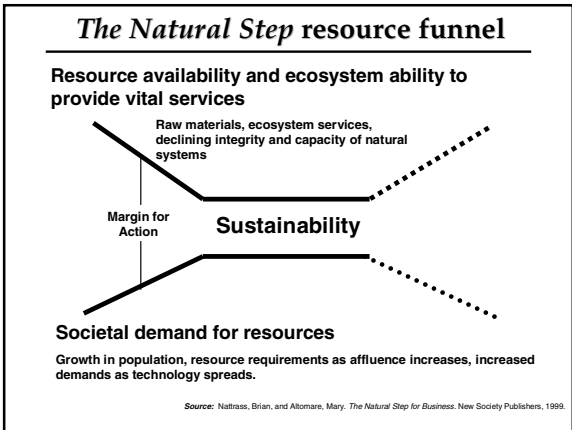 The Natural Step resource funnel
Resource availability and ecosystem ability to
provide vital services
Raw materials, ecosystem services,
declining integrity and capacity of natural
systems
Margin for
Action
Sustainability
Societal demand for resources
Growth in population, resource requirements as affluence increases, increased
demands as technology spreads.
Source: Nattrass, Brian, and Altomare, Mary. The Natural Step for Business. New Society Publishers, 1999.